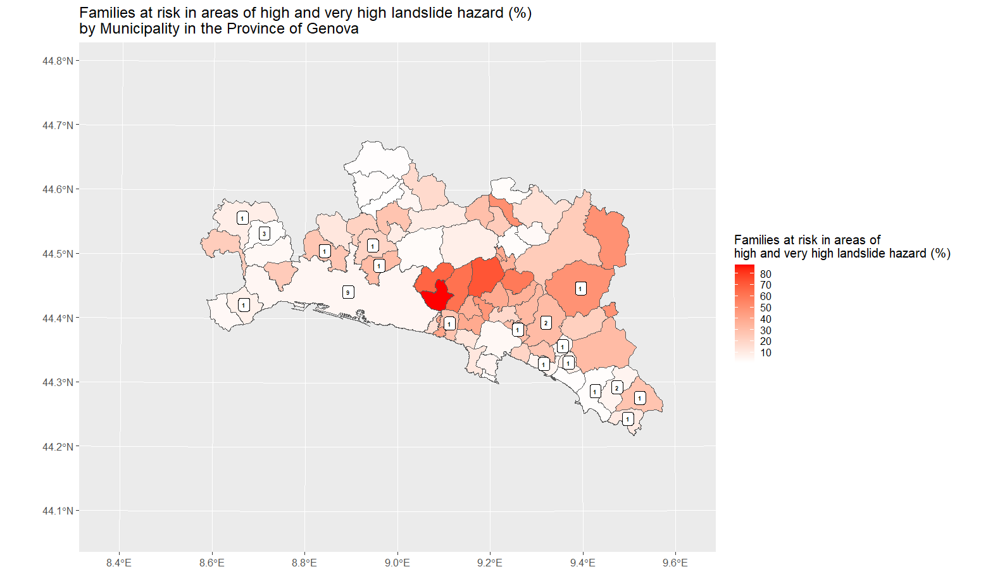 Families at risk in areas of high and very high landslide hazard (%)
by Municipality in the Province of Genova
44.8°N
44.7°N
44.6°N
44.5°N
44.4°N
44.3°N
44.2°N
44.1°N
1
3
1
1
1
1
9
1
1
1
2
1
1
1
1
1
2
1
1
8.4°E
8.6°E
8.8°E
9.0°E
9.2°E
9.4°E
9.6°E
Families at risk in areas of
high and very high landslide hazard (%)
80
70
60
50
40
30
20
10